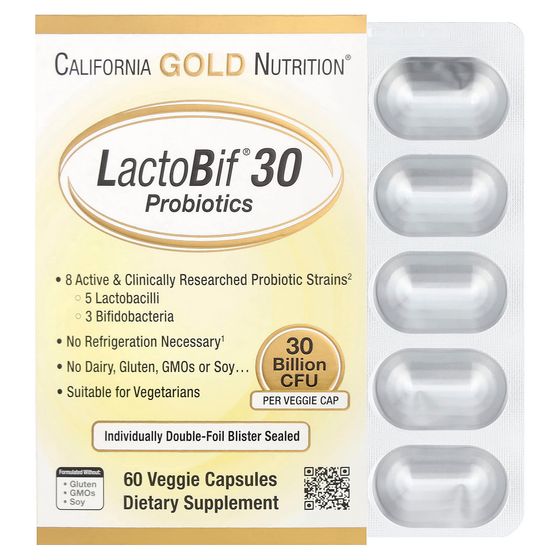 CALIFORNIA GOLD NUTRITION®
LactoBif® 30
Probiotics
• 8 Active & Clinically Researched Probiotic Strains²
○ 5 Lactobacilli
○ 3 Bifidobacteria
• No Refrigeration Necessary¹
• No Dairy, Gluten, GMOs or Soy…
• Suitable for Vegetarians
30
Billion
CFU
PER VEGGIE CAP
Individually Double-Foil Blister Sealed
Formulated Without:
• Gluten
• GMOs
• Soy
60 Veggie Capsules
Dietary Supplement